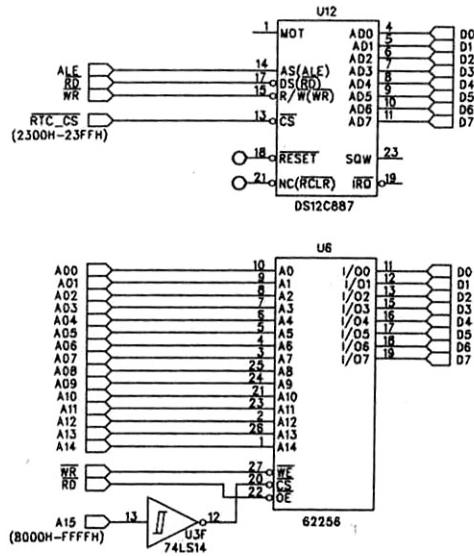 U12
1 MOT AD0 4 D0
AD1 5 D1
AD2 6 D2
ALE 14 AS(ALE) AD3 7 D3
RD 17 DS(RD) AD4 8 D4
WR 15 R/W(WR) AD5 9 D5
AD6 10 D6
RTC_CS 13 CS AD7 11 D7
(2300H-23FFH)
18 RESET SQW 23
21 NC(RCLR) IRQ 19
DS12C887
U6
A00 10 A0 I/O0 11 D0
A01 9 A1 I/O1 12 D1
A02 8 A2 I/O2 13 D2
A03 7 A3 I/O3 15 D3
A04 6 A4 I/O4 16 D4
A05 5 A5 I/O5 17 D5
A06 4 A6 I/O6 18 D6
A07 3 A7 I/O7 19 D7
A08 25 A8
A09 24 A9
A10 21 A10
A11 23 A11
A12 2 A12
A13 26 A13
A14 1 A14
WR 27 WE
RD 20 CS
22 OE
A15 13 12
(8000H-FFFFH) U3F 62256
74LS14